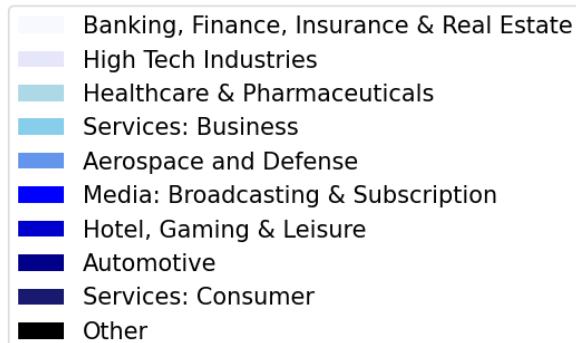 Banking, Finance, Insurance & Real Estate
High Tech Industries
Healthcare & Pharmaceuticals
Services: Business
Aerospace and Defense
Media: Broadcasting & Subscription
Hotel, Gaming & Leisure
Automotive
Services: Consumer
Other